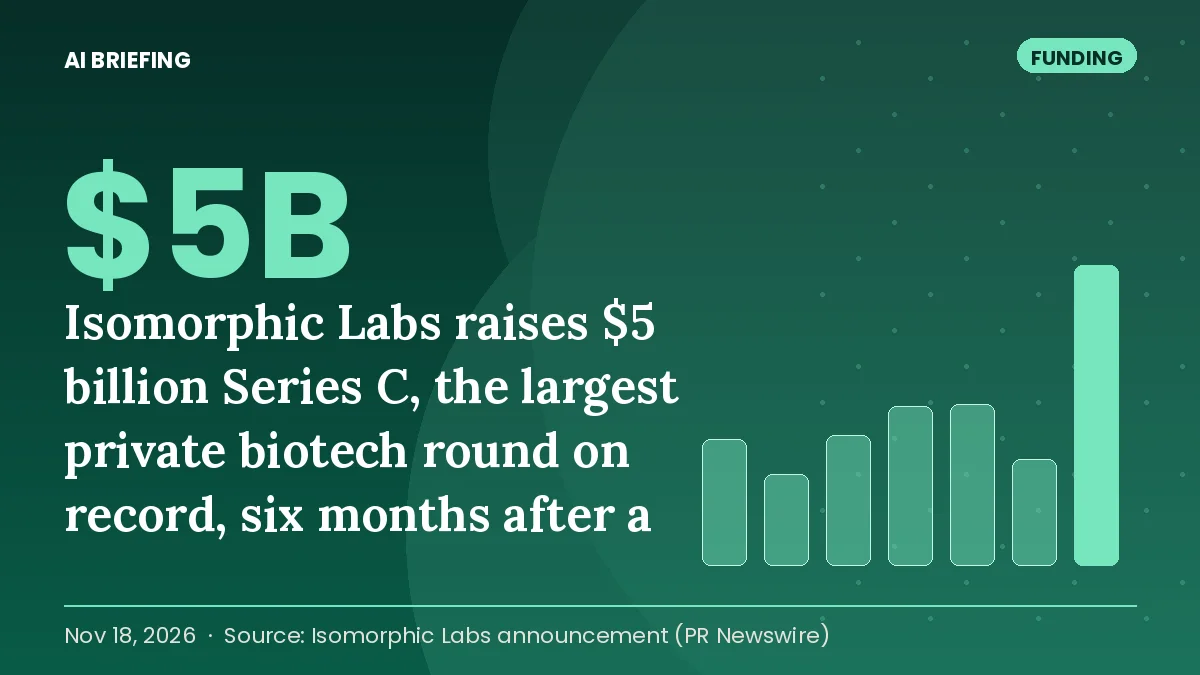 AI BRIEFING
FUNDING
$5B
Isomorphic Labs raises $5
billion Series C, the largest
private biotech round on
record, six months after a
Nov 18, 2026 · Source: Isomorphic Labs announcement (PR Newswire)